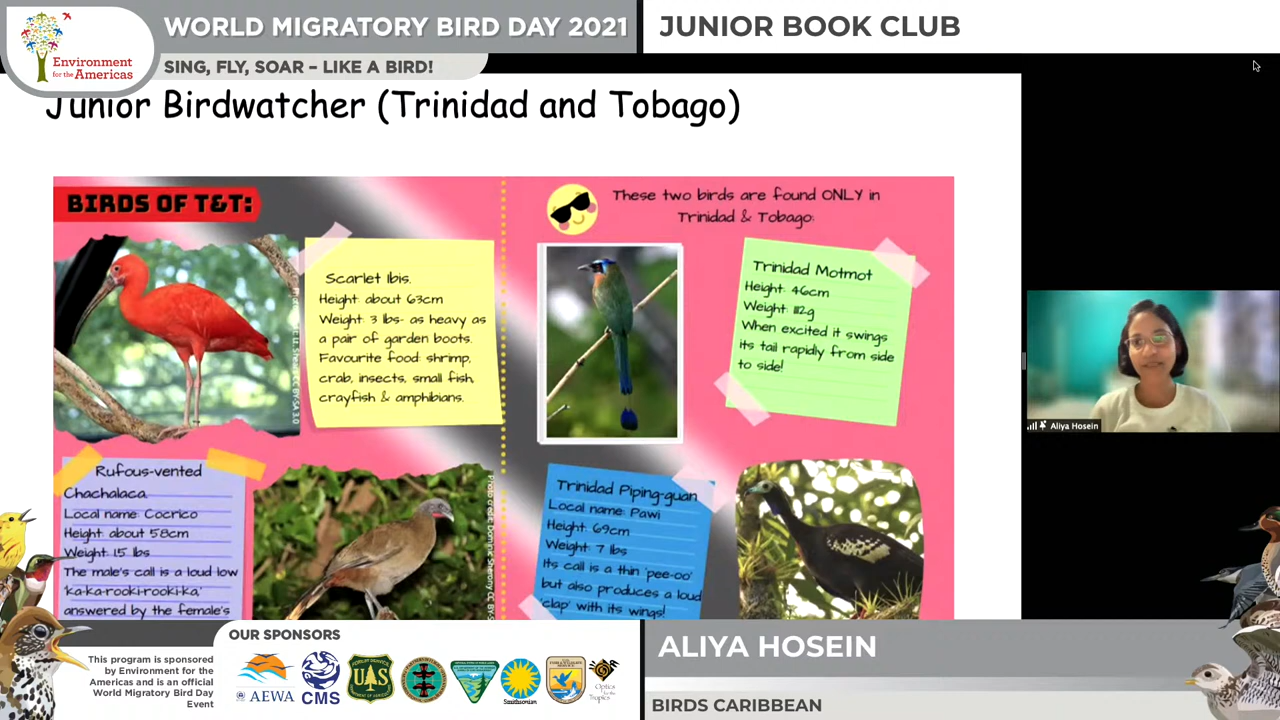 WORLD MIGRATORY BIRD DAY 2021
JUNIOR BOOK CLUB
Environment
for the Americas
SING, FLY, SOAR – LIKE A BIRD!
Junior Birdwatcher (Trinidad and Tobago)
BIRDS OF T&T:
Scarlet Ibis.
Height: about 63cm
Weight: 3 lbs- as heavy as
a pair of garden boots.
Favourite food: shrimp,
crab, insects, small fish,
crayfish & amphibians.
These two birds are found ONLY in
Trinidad & Tobago:
Trinidad Motmot
Height: 46cm
Weight: 112g
When excited it swings
its tail rapidly from side
to side!
Rufous-vented
Chachalaca.
Local name: Cocrico
Height: about 58cm
Weight: 1.5 lbs
The male's call is a loud low
'ka-ka-rooki-rooki-ka,'
answered by the female's
Trinidad Piping-guan
Local name: Pawi
Height: 69cm
Weight: 7 lbs
Its call is a thin 'pee-oo'
but also produces a loud
'clap' with its wings!
Aliya Hosein
This program is sponsored
by Environment for the
Americas and is an official
World Migratory Bird Day
Event
OUR SPONSORS
AEWA
CMS
UAS
Smithsonian
Optics
for the
Tropics
ALIYA HOSEIN
BIRDS CARIBBEAN